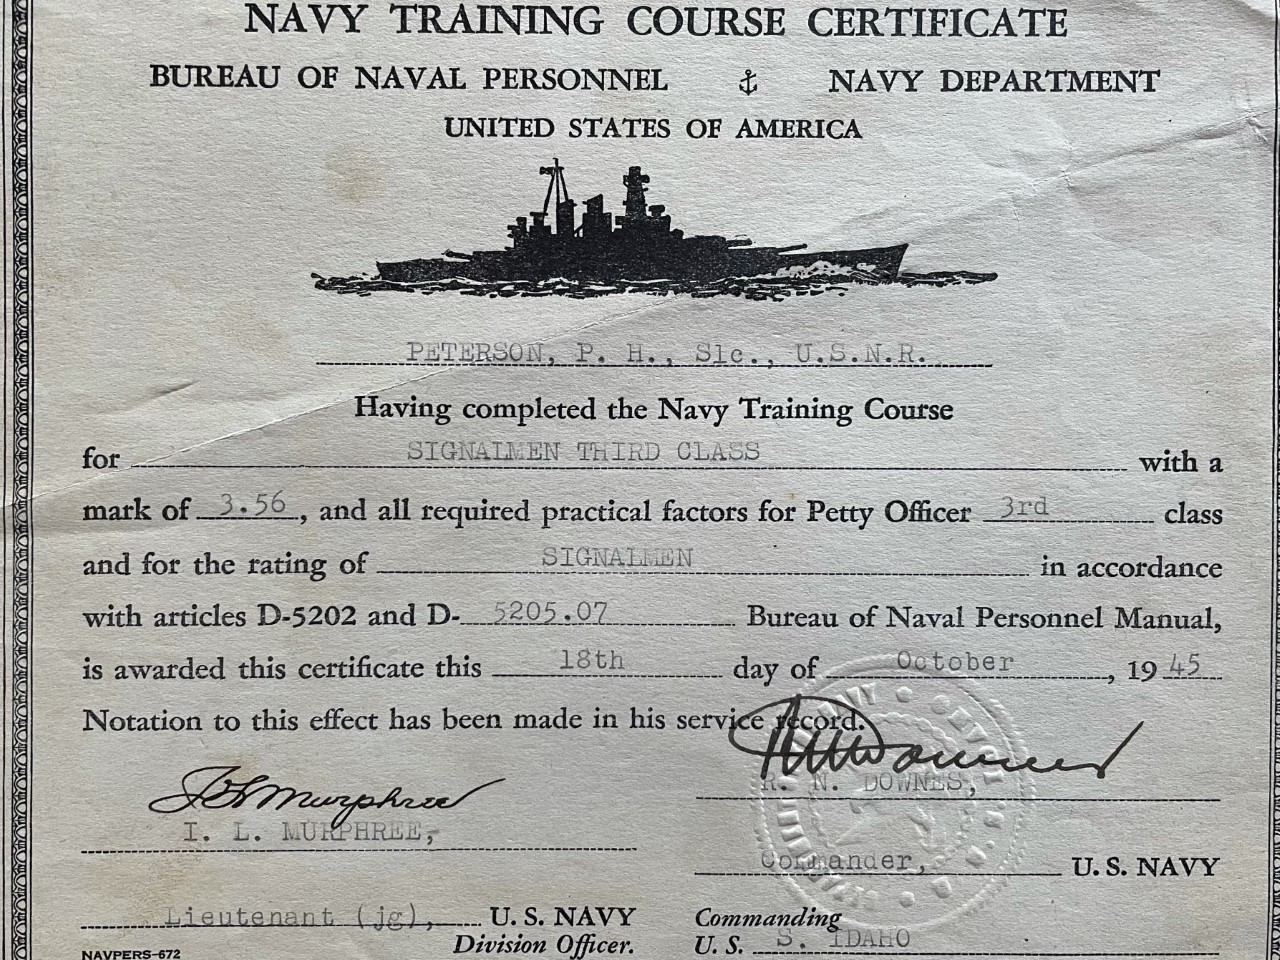 NAVY TRAINING COURSE CERTIFICATE
BUREAU OF NAVAL PERSONNEL NAVY DEPARTMENT
UNITED STATES OF AMERICA
PETERSON, P. H., S1c., U.S.N.R.
Having completed the Navy Training Course
for SIGNALMEN THIRD CLASS with a
mark of 3.56, and all required practical factors for Petty Officer 3rd class
and for the rating of SIGNALMEN in accordance
with articles D-5202 and D-5205.07 Bureau of Naval Personnel Manual,
is awarded this certificate this 18th day of October, 1945
Notation to this effect has been made in his service record.
I L Murphree
I. L. MURPHREE,
R N Downes
R. N. DOWNES,
Commander, U. S. NAVY
Lieutenant (jg), U. S. NAVY
Division Officer.
Commanding
U. S. S. IDAHO
NAVPERS-672